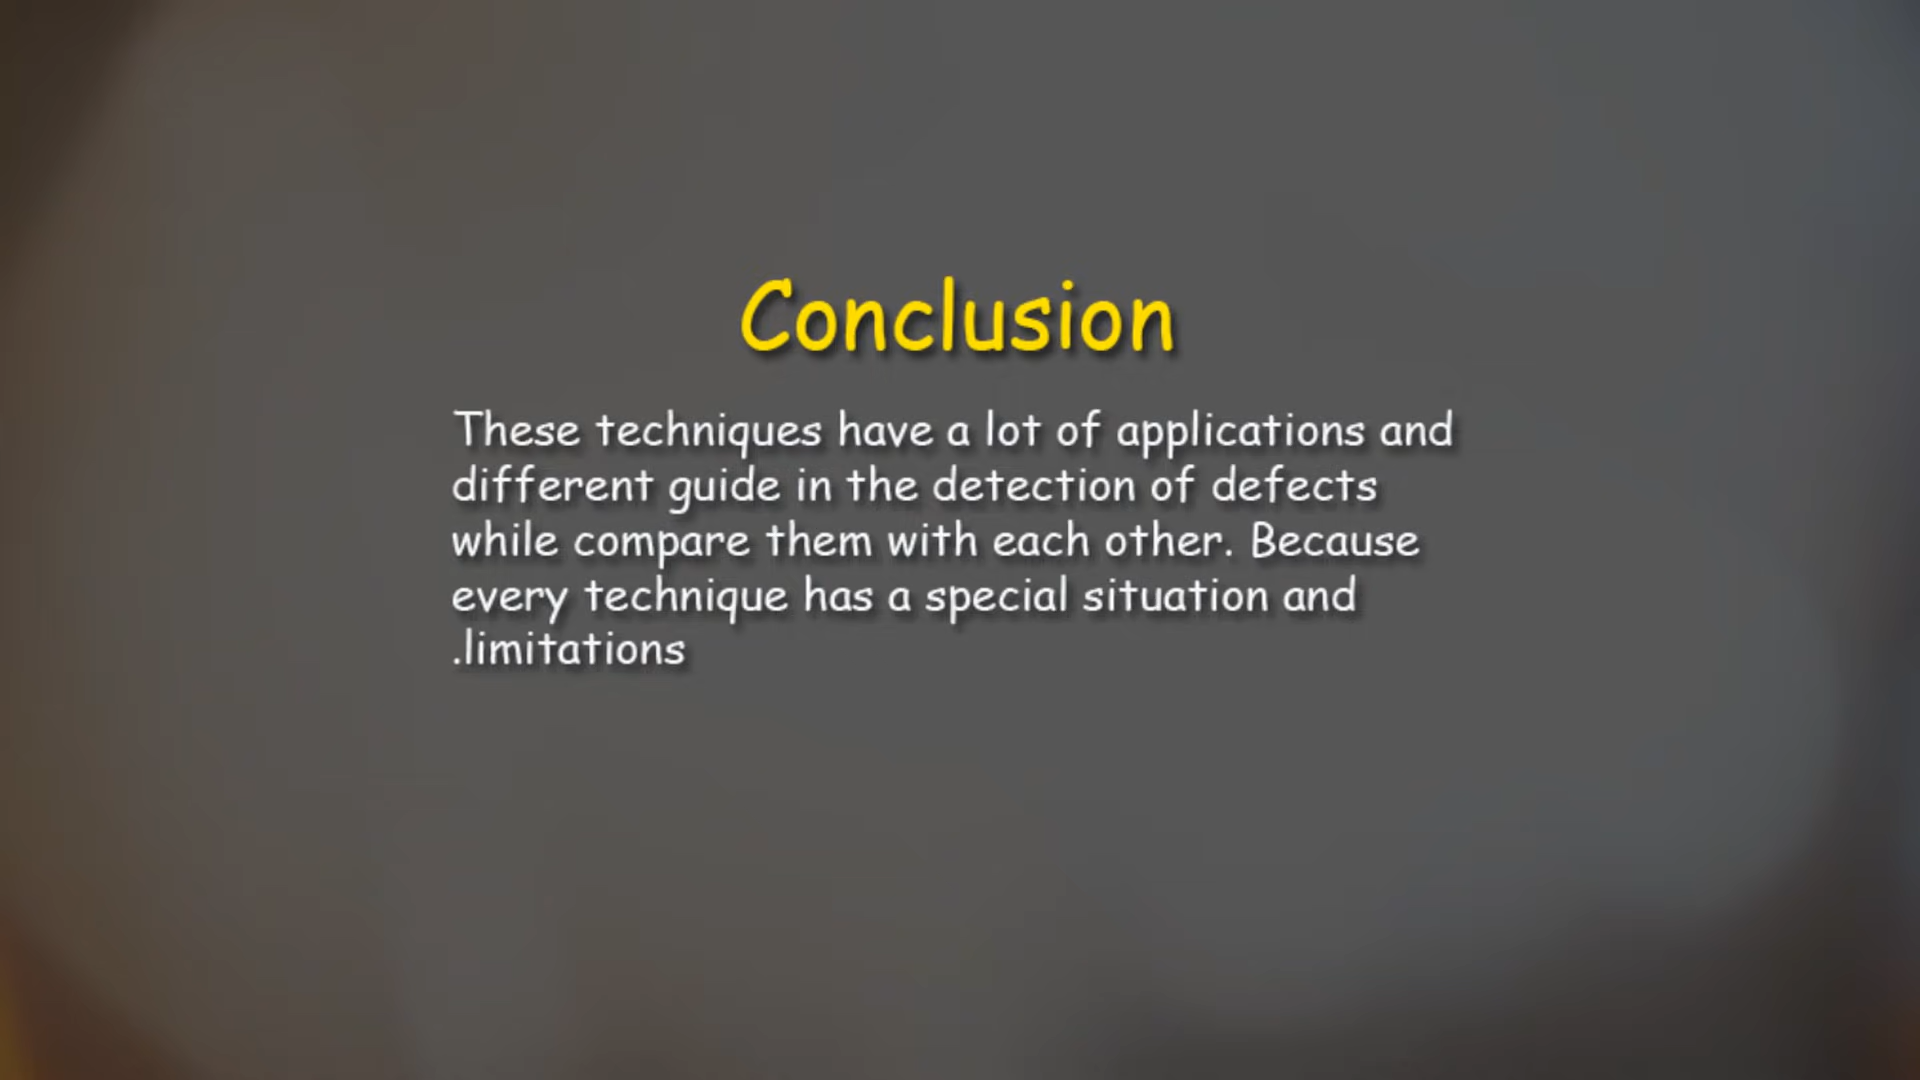 Conclusion
These techniques have a lot of applications and
different guide in the detection of defects
while compare them with each other. Because
every technique has a special situation and
.limitations